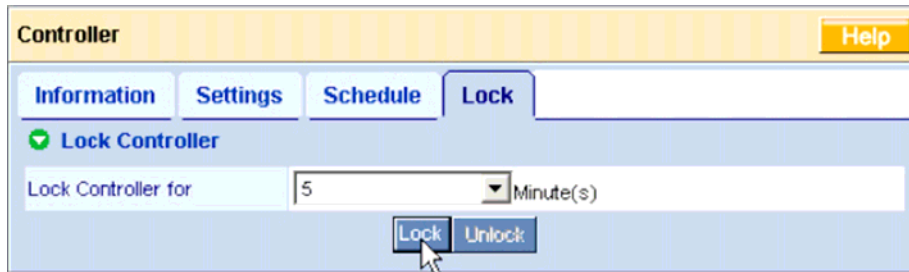 Controller
Help
Information Settings Schedule Lock
Lock Controller
Lock Controller for 5 Minute(s)
Lock Unlock